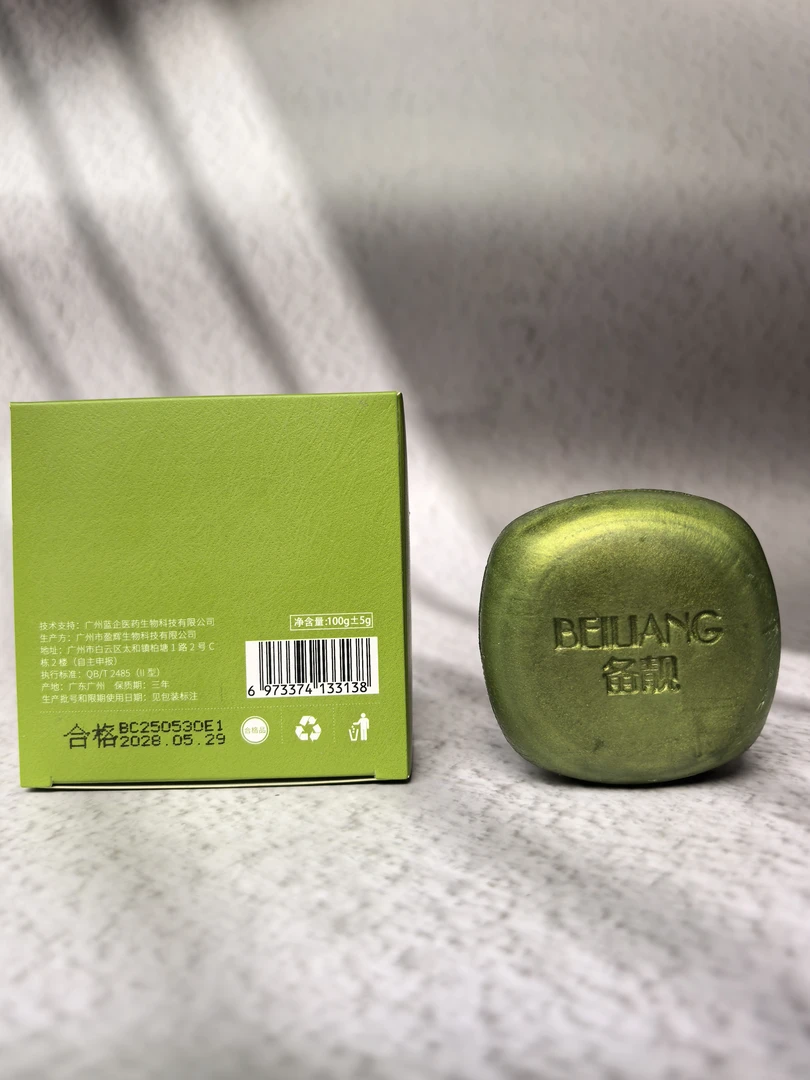 技术支持：广州蓝企医药生物科技有限公司
生产方：广州市盈辉生物科技有限公司
地址：广州市白云区太和镇柏塘1路2号C
栋2楼（自主申报）
执行标准：QB/T 2485（II型）
产地：广东广州 保质期：三年
生产批号和限期使用日期：见包装标注
净含量:100g±5g
6 973374 133138
合格 BC250530E1
2028.05.29
合格品
BEILIANG
备靓